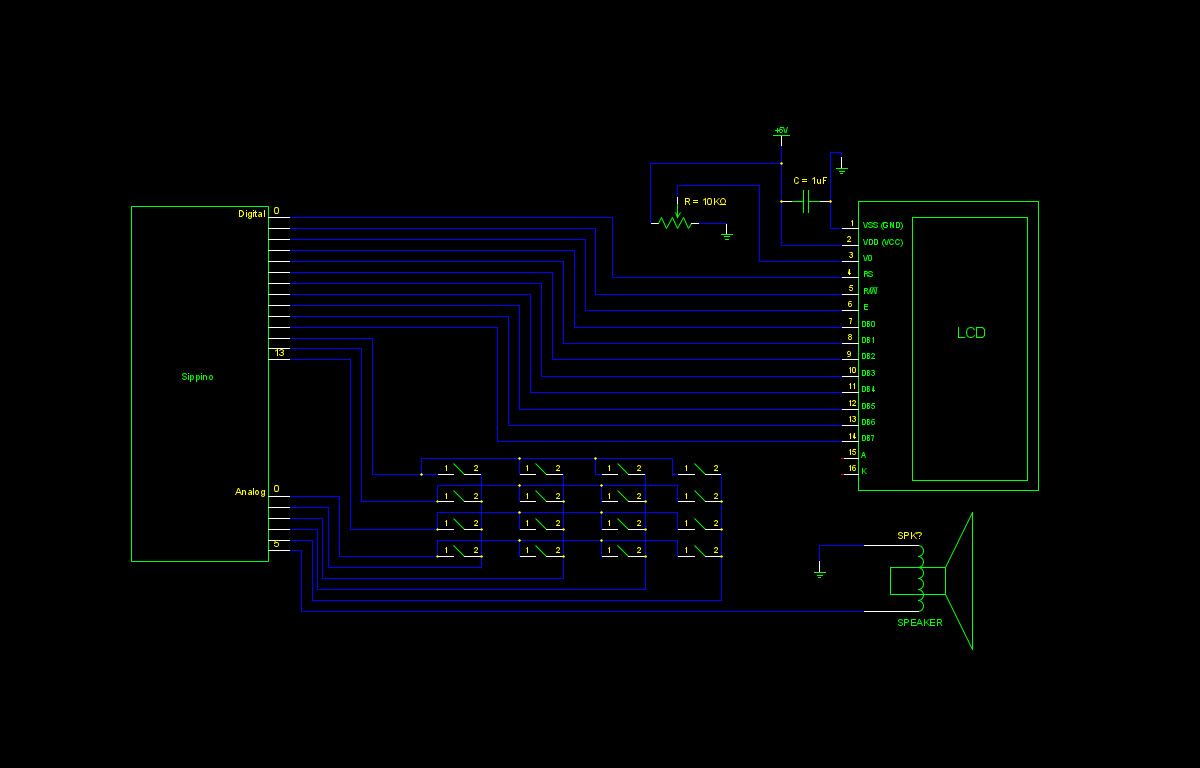 +5V
C = 1uF
R = 10KΩ
Digital 0
13
Sippino
Analog 0
5
1 VSS (GND)
2 VDD (VCC)
3 V0
4 RS
5 R/W
6 E
7 DB0
8 DB1
9 DB2
10 DB3
11 DB4
12 DB5
13 DB6
14 DB7
15 A
16 K
LCD
1 2 1 2 1 2 1 2
1 2 1 2 1 2 1 2
1 2 1 2 1 2 1 2
1 2 1 2 1 2 1 2
SPK?
SPEAKER